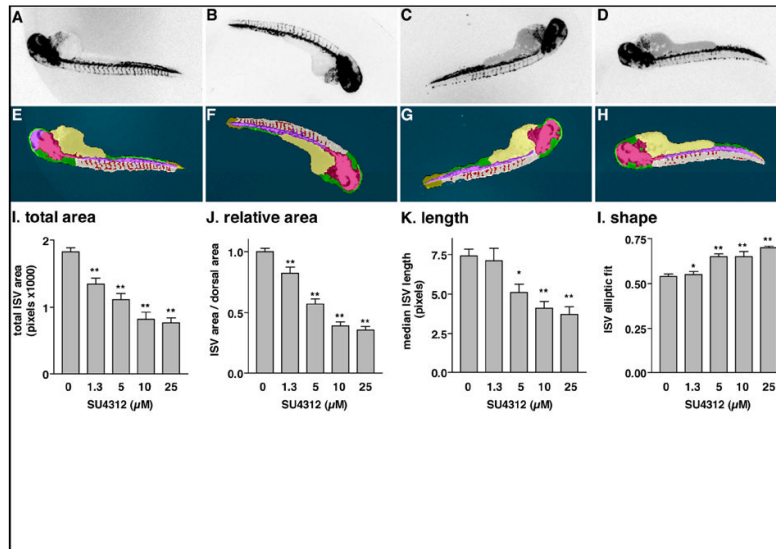 A
B
C
D
E
F
G
H
I. total area
J. relative area
K. length
I. shape
2
1
0
total ISV area
(pixels x1000)
** ** ** **
0 1.3 5 10 25
SU4312 (µM)
1.0
0.5
0.0
ISV area / dorsal area
** ** ** **
0 1.3 5 10 25
SU4312 (µM)
7.5
5.0
2.5
0.0
median ISV length
(pixels)
* ** **
0 1.3 5 10 25
SU4312 (µM)
0.75
0.50
0.25
0.00
ISV elliptic fit
* ** ** **
0 1.3 5 10 25
SU4312 (µM)